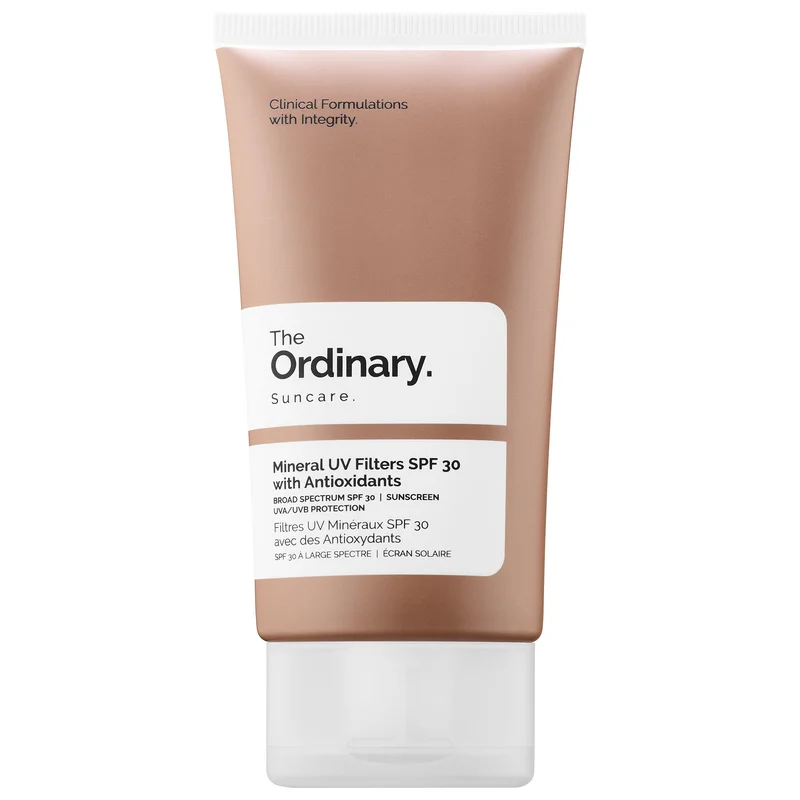 Clinical Formulations
with Integrity.
The
Ordinary.
Suncare.
Mineral UV Filters SPF 30
with Antioxidants
BROAD SPECTRUM SPF 30 | SUNSCREEN
UVA/UVB PROTECTION
Filtres UV Minéraux SPF 30
avec des Antioxydants
SPF 30 À LARGE SPECTRE | ÉCRAN SOLAIRE